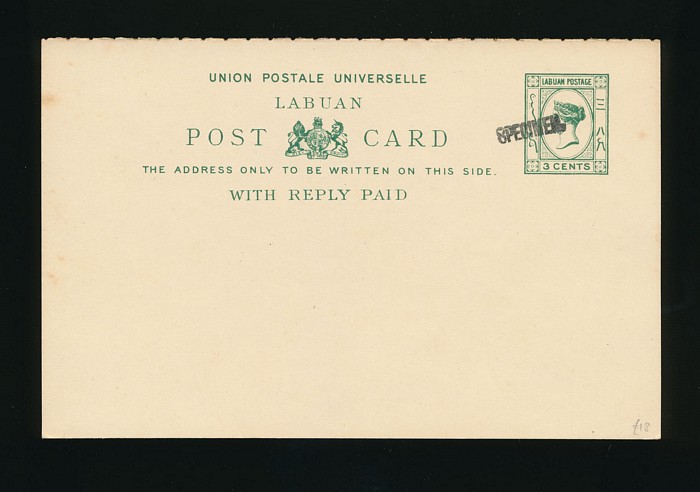 UNION POSTALE UNIVERSELLE
LABUAN
POST CARD
THE ADDRESS ONLY TO BE WRITTEN ON THIS SIDE.
WITH REPLY PAID
LABUAN POSTAGE
SPECIMEN.
3 CENTS
£18